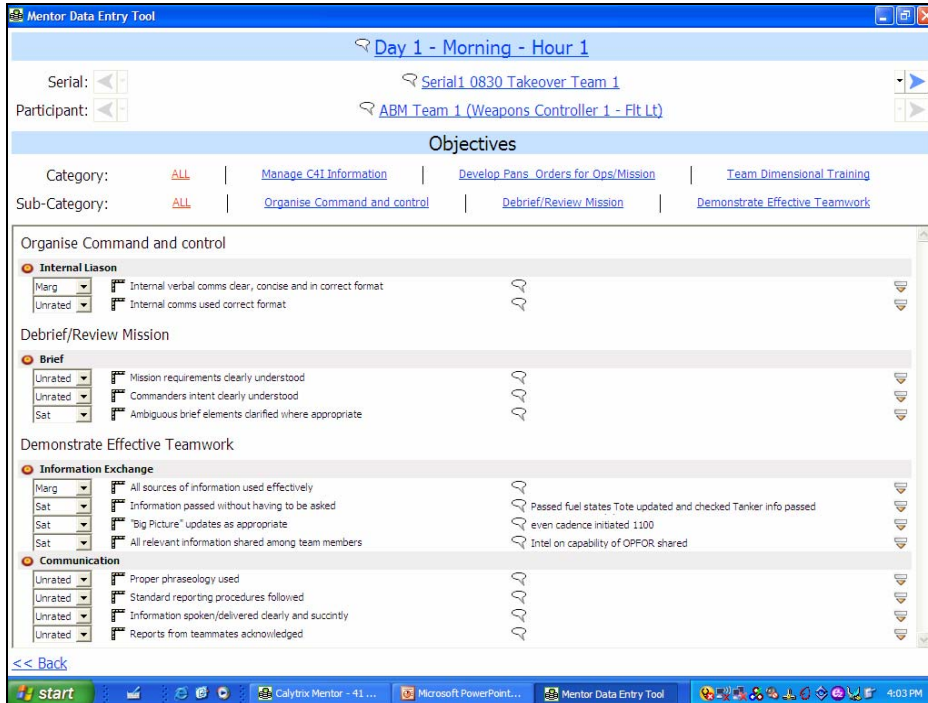 Mentor Data Entry Tool
Day 1 - Morning - Hour 1
Serial: Serial1 0830 Takeover Team 1
Participant: ABM Team 1 (Weapons Controller 1 - Flt Lt)
Objectives
Category: ALL Manage C4I Information Develop Pans Orders for Ops/Mission Team Dimensional Training
Sub-Category: ALL Organise Command and control Debrief/Review Mission Demonstrate Effective Teamwork
Organise Command and control
Internal Liason
Marg Internal verbal comms clear, concise and in correct format
Unrated Internal comms used correct format
Debrief/Review Mission
Brief
Unrated Mission requirements clearly understood
Unrated Commanders intent clearly understood
Sat Ambiguous brief elements clarified where appropriate
Demonstrate Effective Teamwork
Information Exchange
Marg All sources of information used effectively
Sat Information passed without having to be asked Passed fuel states Tote updated and checked Tanker info passed
Sat "Big Picture" updates as appropriate even cadence initiated 1100
Sat All relevant information shared among team members Intel on capability of OPFOR shared
Communication
Unrated Proper phraseology used
Unrated Standard reporting procedures followed
Unrated Information spoken/delivered clearly and succintly
Unrated Reports from teammates acknowledged
<< Back
start Calytrix Mentor - 41 ... Microsoft PowerPoint... Mentor Data Entry Tool 4:03 PM